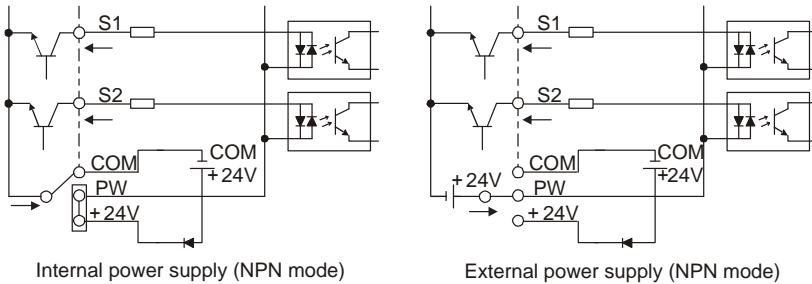 S1
S2
COM
PW
+24V
COM
+24V
Internal power supply (NPN mode)
S1
S2
COM
+24V
PW
+24V
COM
+24V
External power supply (NPN mode)